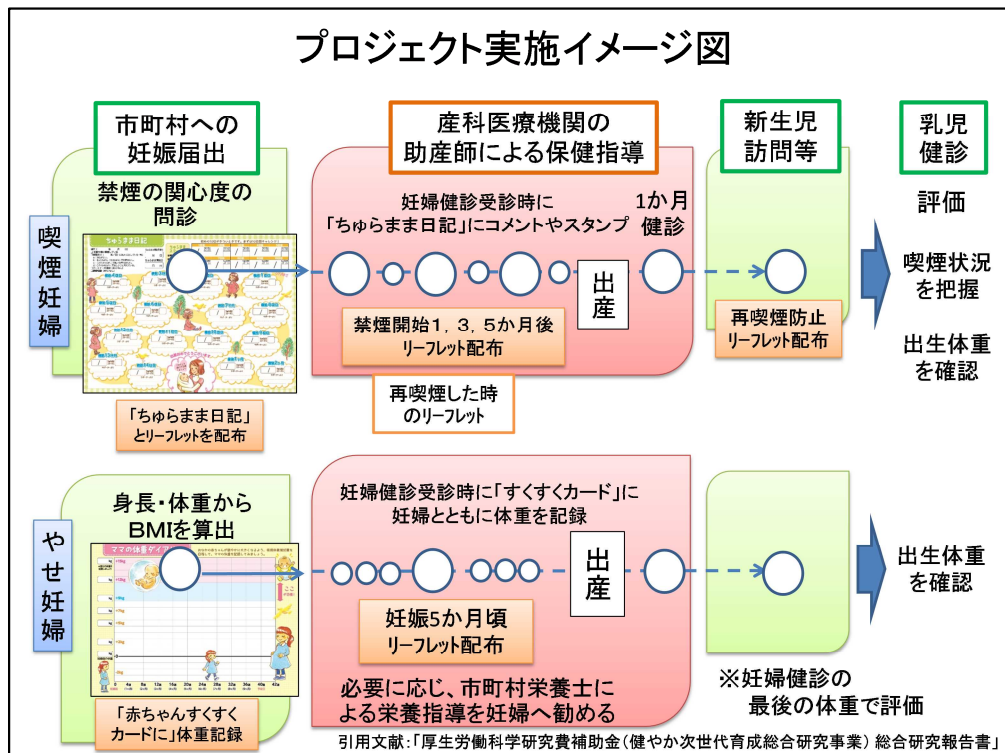 プロジェクト実施イメージ図
市町村への
妊娠届出
産科医療機関の
助産師による保健指導
新生児
訪問等
乳児
健診
喫煙妊婦
禁煙の関心度の
問診
ちゅらまま日記
「ちゅらまま日記」
とリーフレットを配布
妊婦健診受診時に
「ちゅらまま日記」にコメントやスタンプ
1か月
健診
出産
禁煙開始1,3,5か月後
リーフレット配布
再喫煙した時
のリーフレット
再喫煙防止
リーフレット配布
評価
喫煙状況
を把握
出生体重
を確認
やせ妊婦
身長・体重から
BMIを算出
「赤ちゃんすくすく
カードに」体重記録
妊婦健診受診時に「すくすくカード」に
妊婦とともに体重を記録
出産
妊娠5か月頃
リーフレット配布
必要に応じ、市町村栄養士に
よる栄養指導を妊婦へ勧める
出生体重
を確認
※妊婦健診の
最後の体重で評価
引用文献:「厚生労働科学研究費補助金(健やか次世代育成総合研究事業)総合研究報告書」